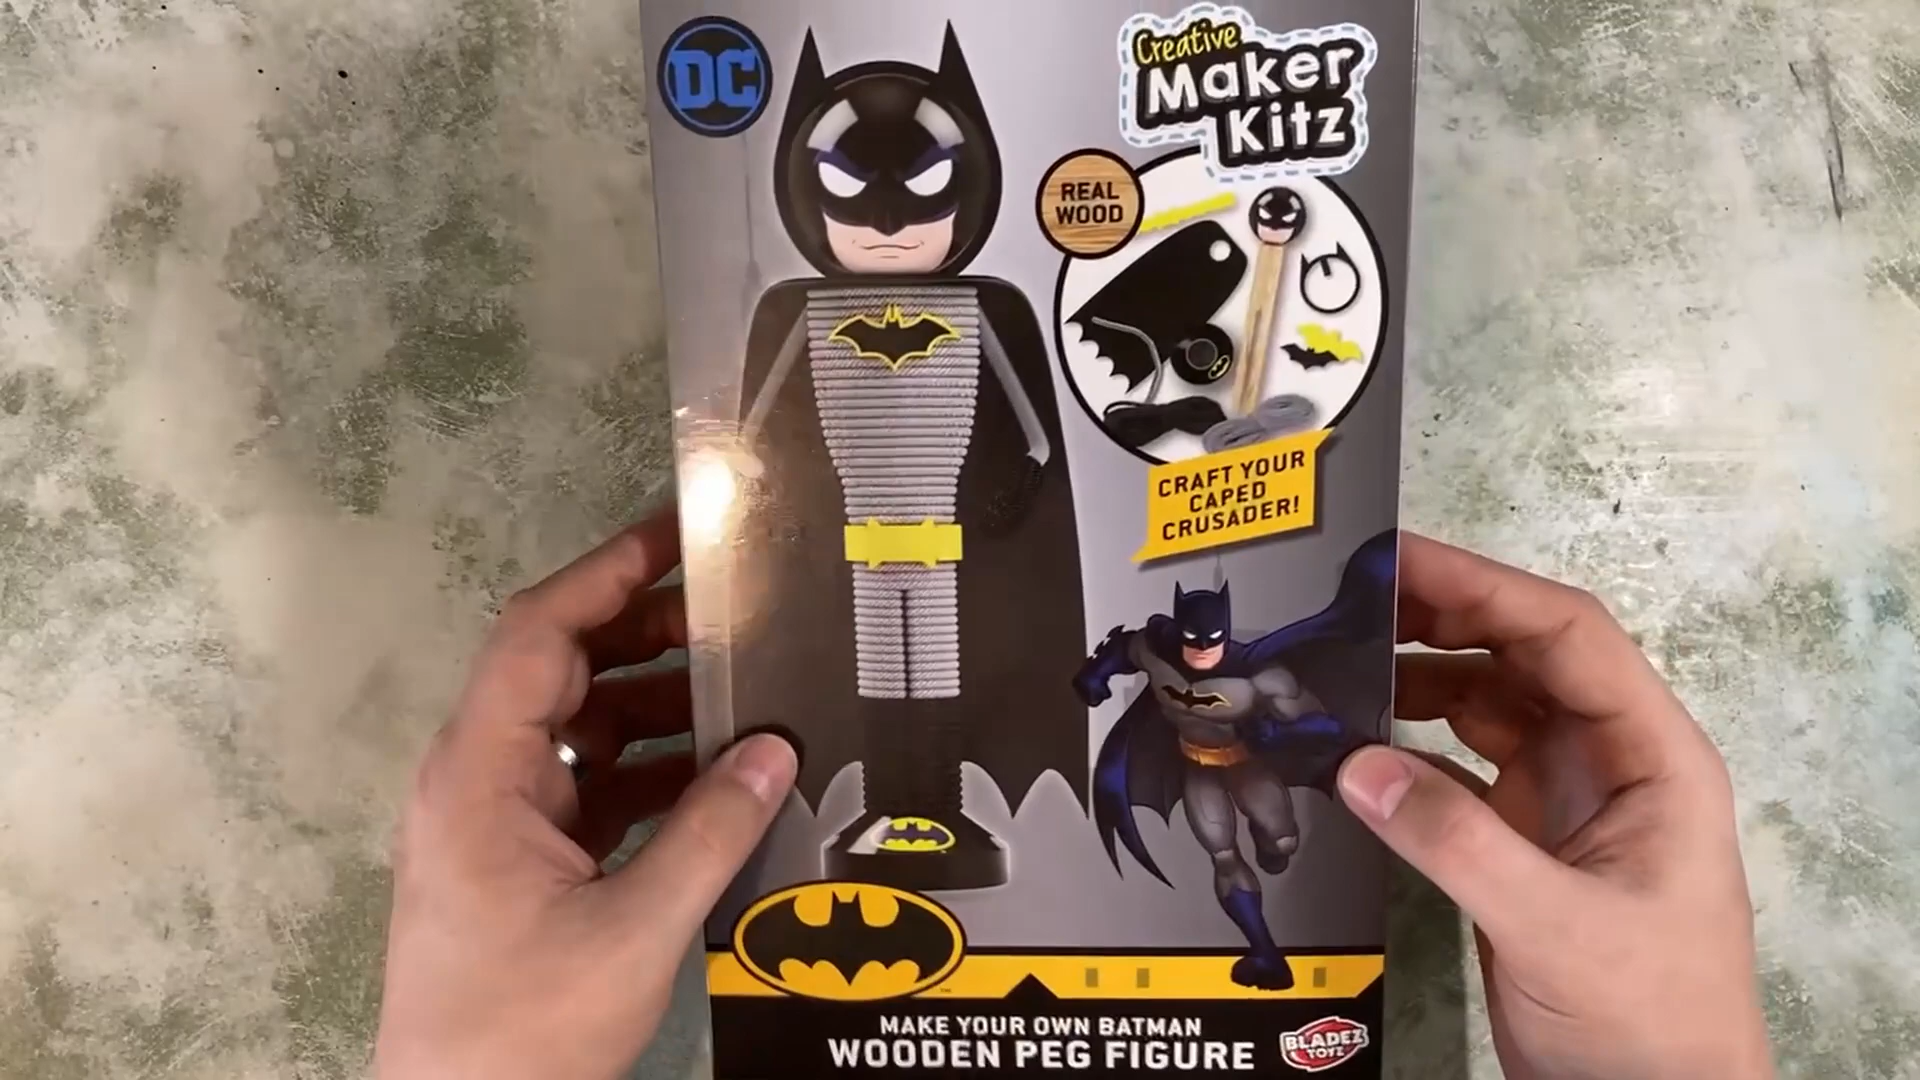 DC
Creative
Maker
Kitz
REAL
WOOD
CRAFT YOUR
CAPED
CRUSADER!
MAKE YOUR OWN BATMAN
WOODEN PEG FIGURE
BLADEZ
TOYZ